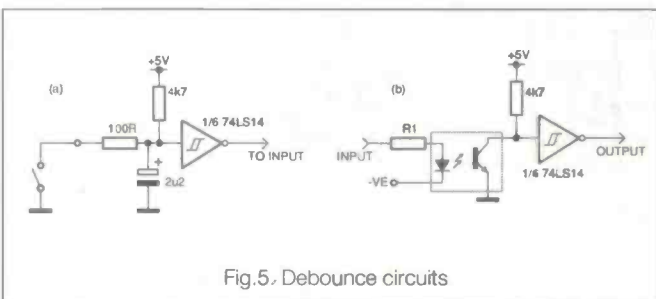 +5V
(a)
4k7
1/6 74LS14
100R
TO INPUT
+
2u2
+5V
(b)
4k7
R1
INPUT
OUTPUT
-VE
1/6 74LS14
Fig.5. Debounce circuits